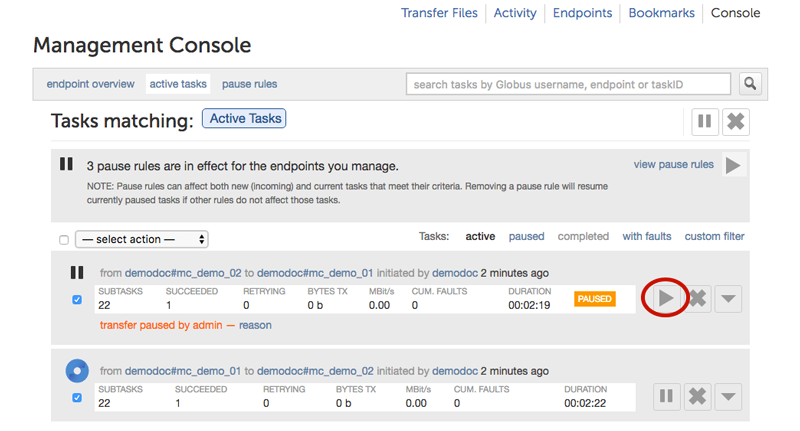 Transfer Files Activity Endpoints Bookmarks Console
Management Console
endpoint overview active tasks pause rules search tasks by Globus username, endpoint or taskID
Tasks matching: Active Tasks
3 pause rules are in effect for the endpoints you manage. view pause rules
NOTE: Pause rules can affect both new (incoming) and current tasks that meet their criteria. Removing a pause rule will resume
currently paused tasks if other rules do not affect those tasks.
— select action — Tasks: active paused completed with faults custom filter
from demodoc#mc_demo_02 to demodoc#mc_demo_01 initiated by demodoc 2 minutes ago
SUBTASKS SUCCEEDED RETRYING BYTES TX MBit/s CUM. FAULTS DURATION
22 1 0 0 b 0.00 0 00:02:19 PAUSED
transfer paused by admin — reason
from demodoc#mc_demo_01 to demodoc#mc_demo_02 initiated by demodoc 2 minutes ago
SUBTASKS SUCCEEDED RETRYING BYTES TX MBit/s CUM. FAULTS DURATION
22 1 0 0 b 0.00 0 00:02:22